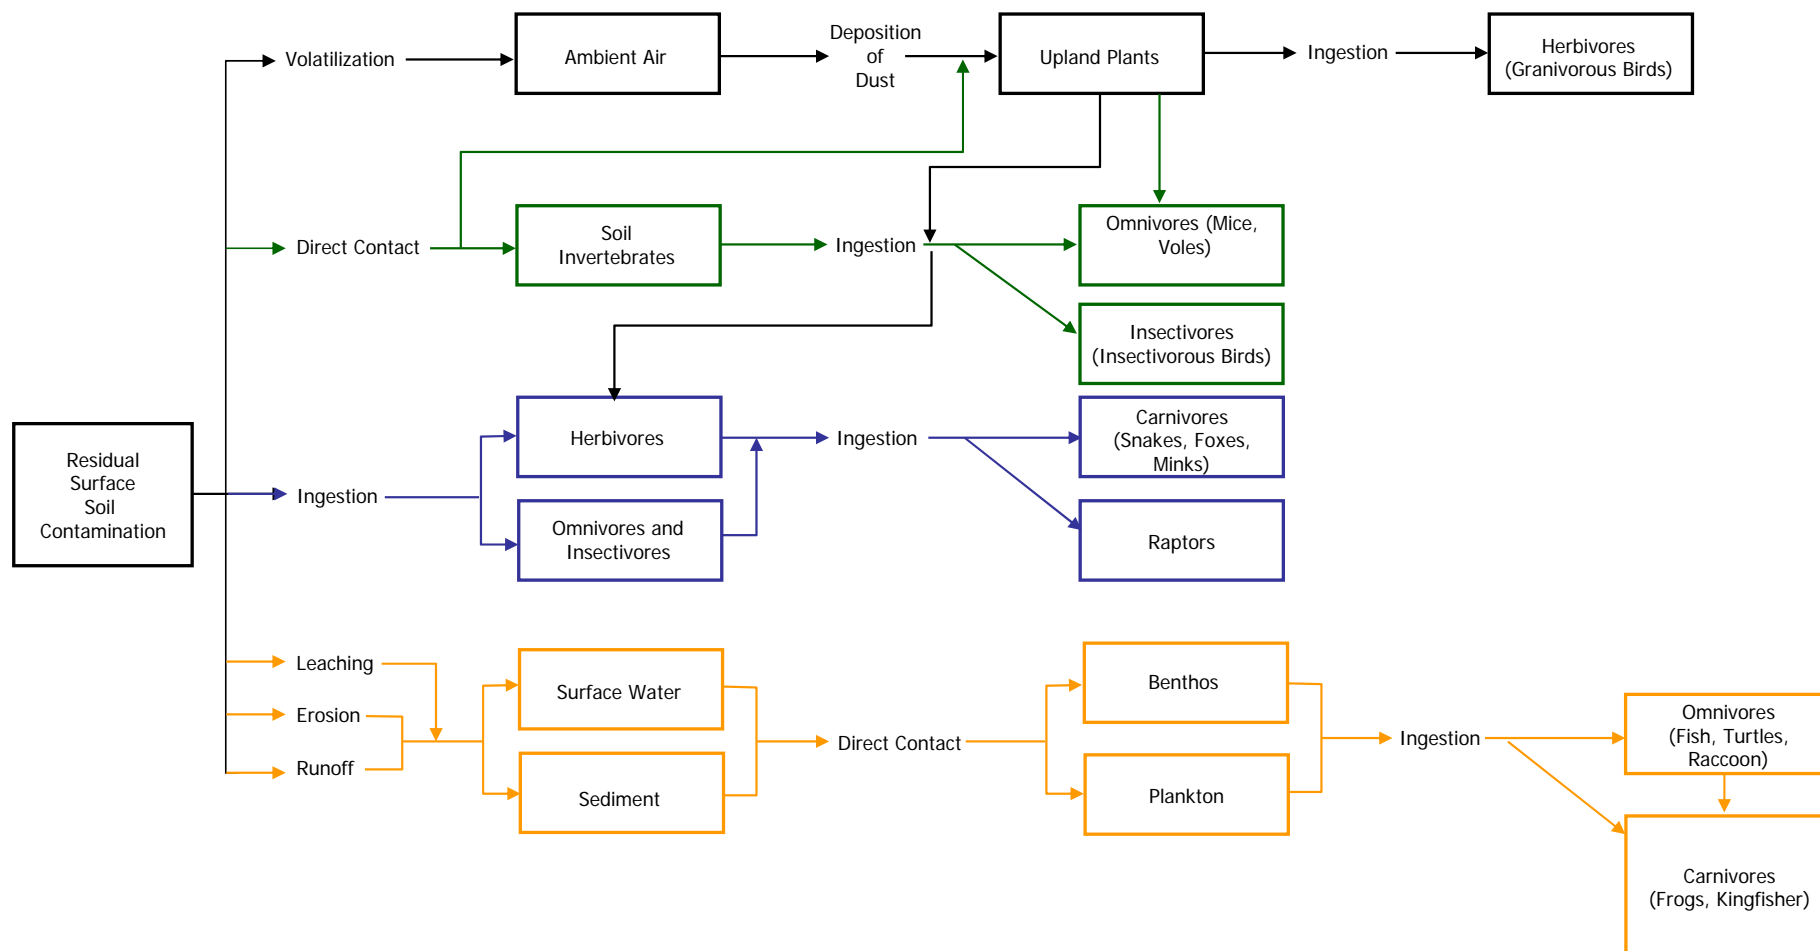 Volatilization
Ambient Air
Deposition
of
Dust
Upland Plants
Ingestion
Herbivores
(Granivorous Birds)
Direct Contact
Soil
Invertebrates
Ingestion
Omnivores (Mice,
Voles)
Insectivores
(Insectivorous Birds)
Residual
Surface
Soil
Contamination
Ingestion
Herbivores
Omnivores and
Insectivores
Ingestion
Carnivores
(Snakes, Foxes,
Minks)
Raptors
Leaching
Erosion
Runoff
Surface Water
Sediment
Direct Contact
Benthos
Plankton
Ingestion
Omnivores
(Fish, Turtles,
Raccoon)
Carnivores
(Frogs, Kingfisher)